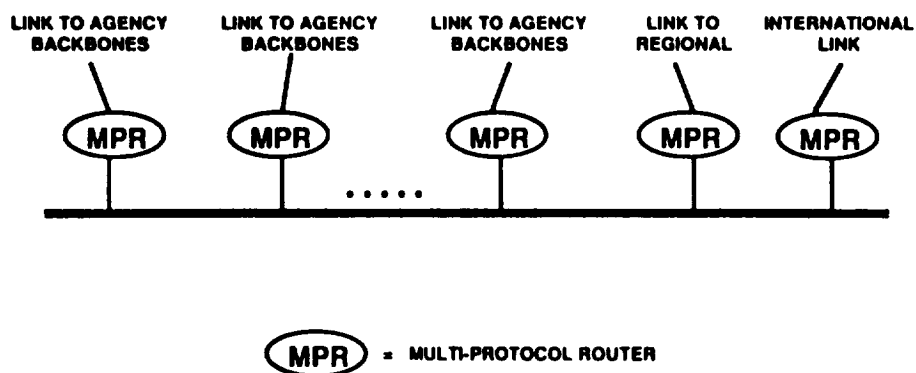 LINK TO AGENCY
BACKBONES
LINK TO AGENCY
BACKBONES
LINK TO AGENCY
BACKBONES
LINK TO
REGIONAL
INTERNATIONAL
LINK
MPR
MPR
MPR
MPR
MPR
MPR = MULTI-PROTOCOL ROUTER